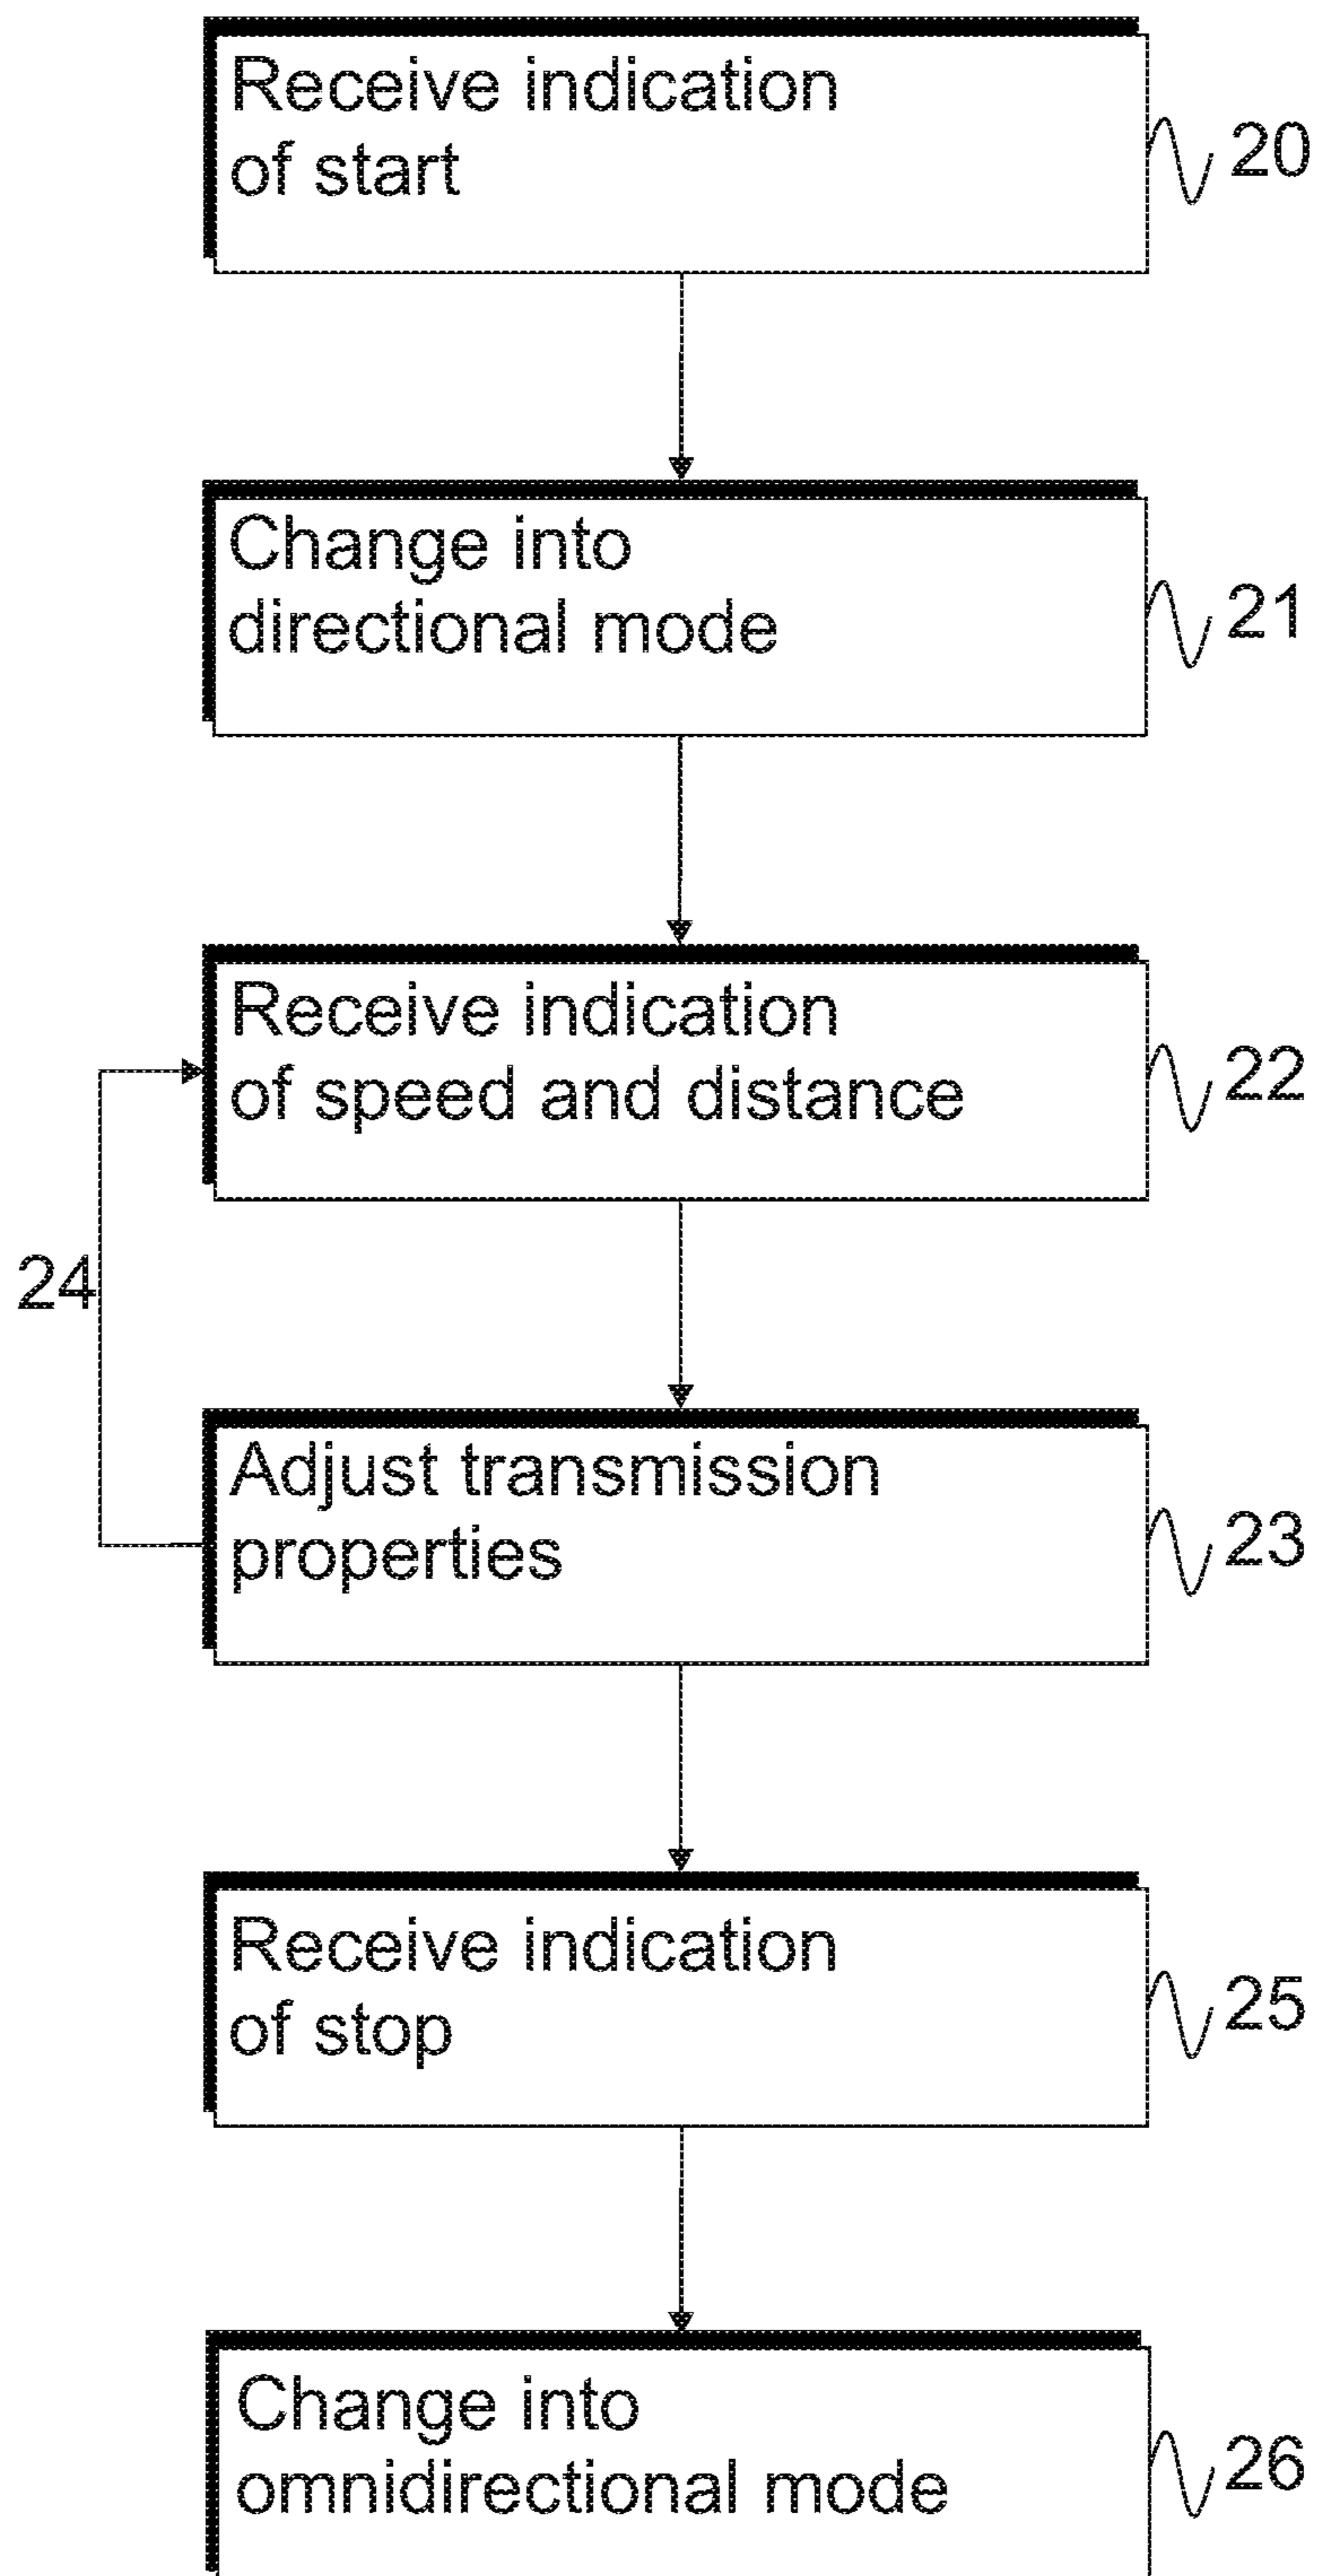 Receive indication
of start
20
Change into
directional mode
21
Receive indication
of speed and distance
22
24
Adjust transmission
properties
23
Receive indication
of stop
25
Change into
omnidirectional mode
26